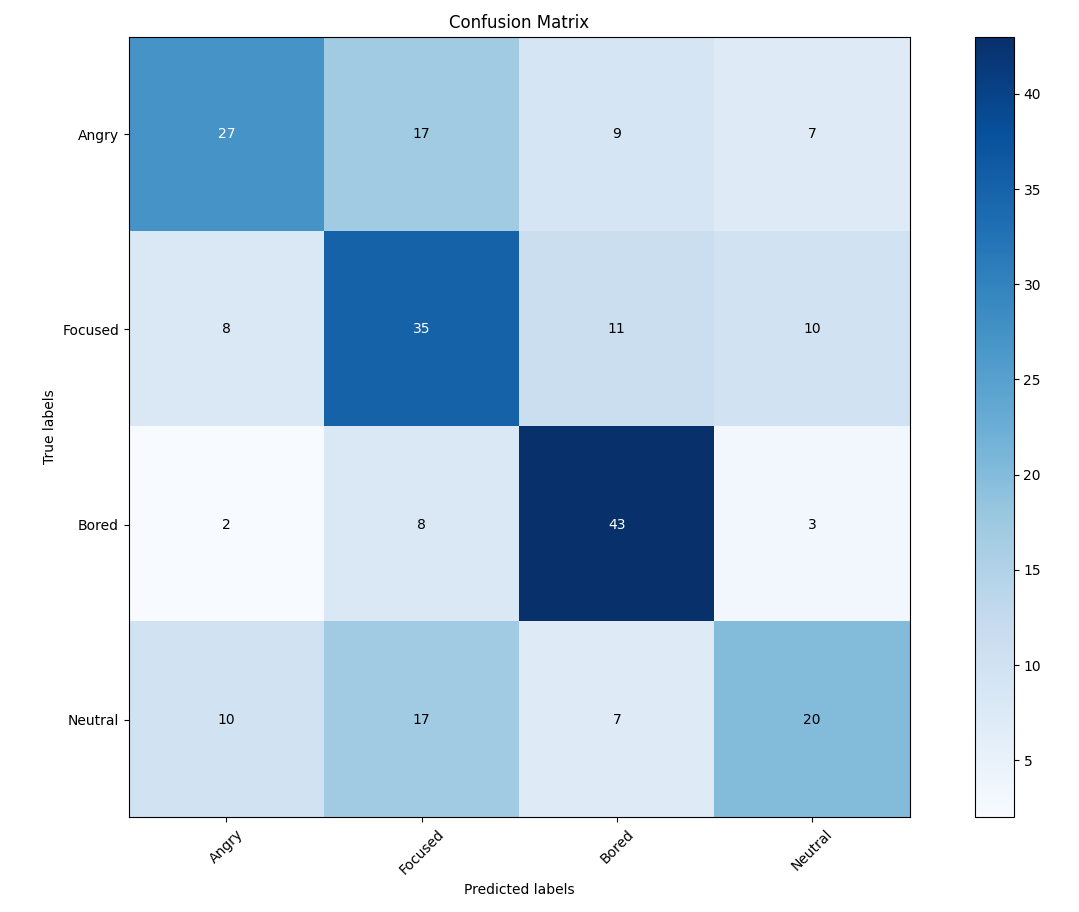 Confusion Matrix
Angry 27 17 9 7
Focused 8 35 11 10
Bored 2 8 43 3
Neutral 10 17 7 20
Angry Focused Bored Neutral
Predicted labels
True labels
40
35
30
25
20
15
10
5